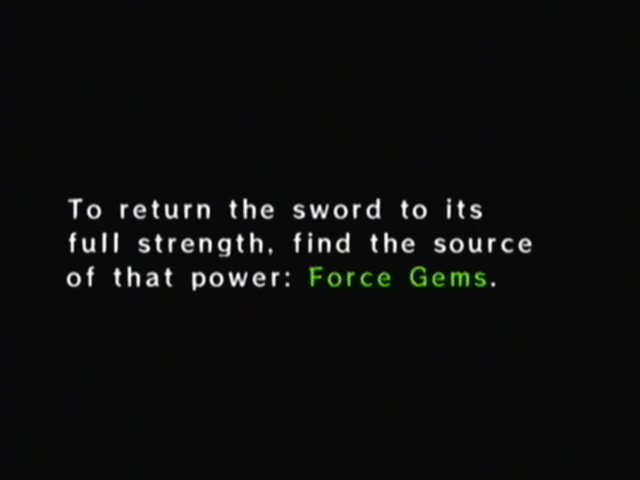 To return the sword to its
full strength, find the source
of that power: Force Gems.